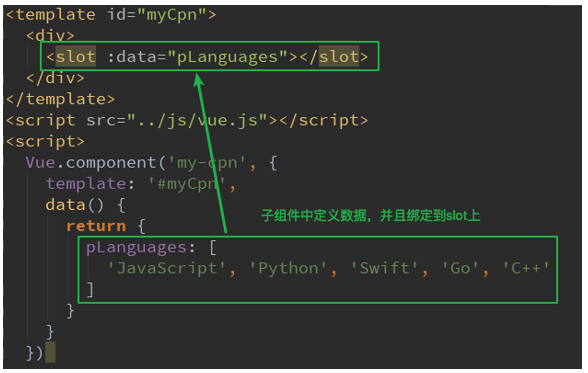 <template id="myCpn">
<div>
<slot :data="pLanguages"></slot>
</div>
</template>
<script src="../js/vue.js"></script>
<script>
Vue.component('my-cpn', {
template: '#myCpn',
data() {
return {
子组件中定义数据，并且绑定到slot上
pLanguages: [
'JavaScript', 'Python', 'Swift', 'Go', 'C++'
]
}
}
})